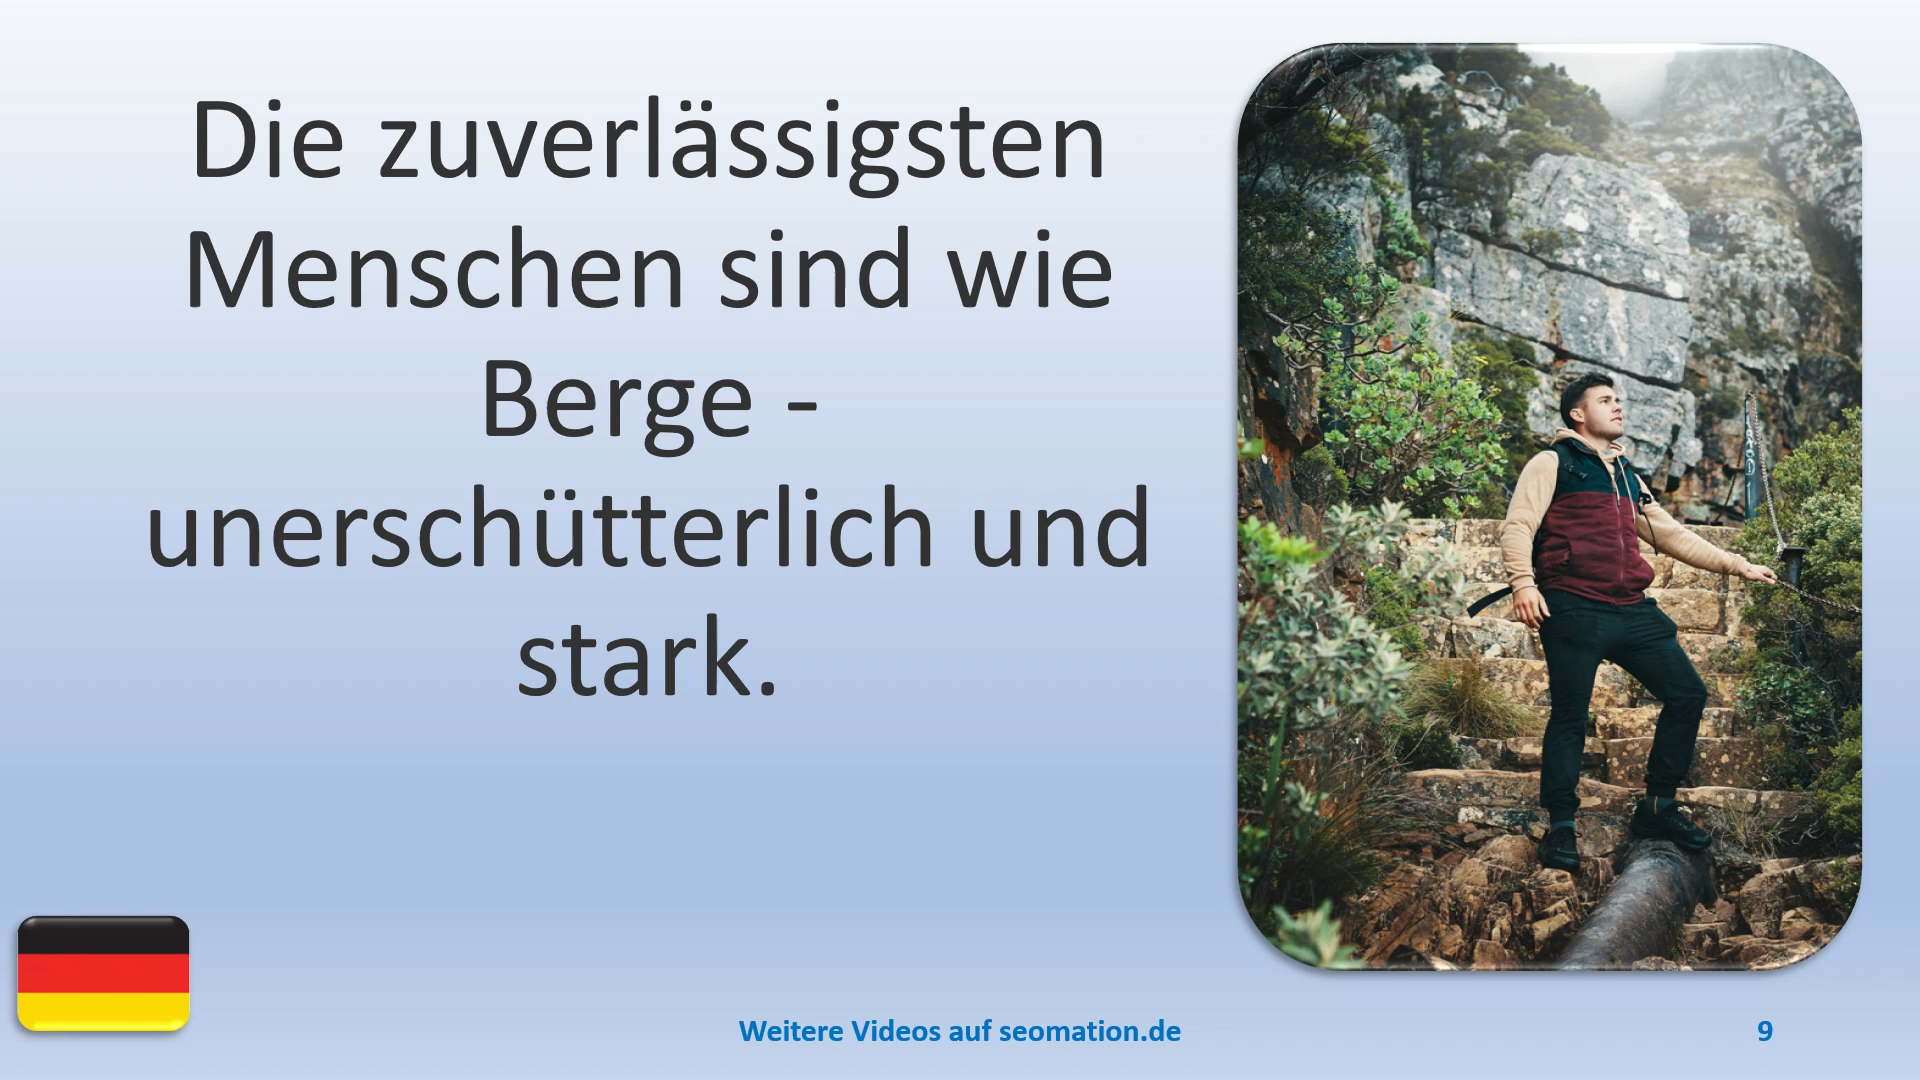 Die zuverlässigsten
Menschen sind wie
Berge -
unerschütterlich und
stark.
Weitere Videos auf seomation.de
9